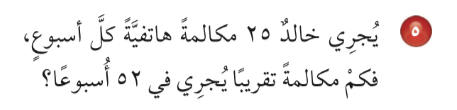 ٥ يُجرِي خالدٌ ٢٥ مكالمةً هاتفيَّةً كلَّ أسبوعٍ،
فكمْ مكالمةً تقريبًا يُجرِي في ٥٢ أُسبوعًا؟